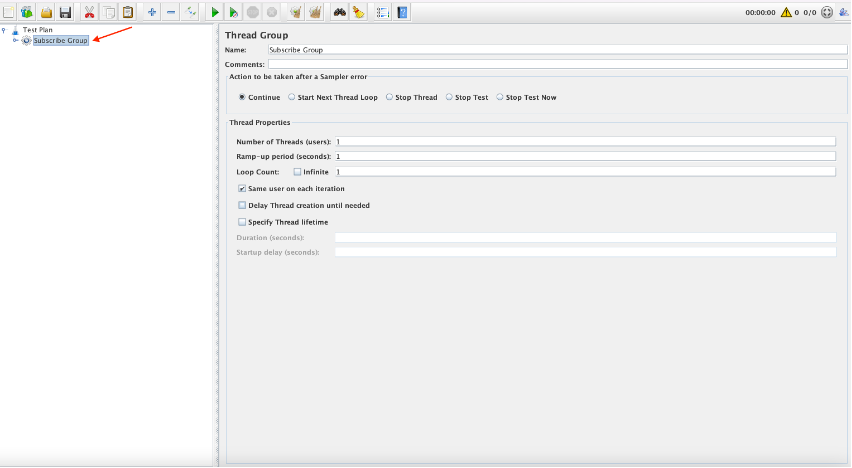 00:00:00 0 0/0
Test Plan
Subscribe Group
Thread Group
Name: Subscribe Group
Comments:
Action to be taken after a Sampler error
Continue Start Next Thread Loop Stop Thread Stop Test Stop Test Now
Thread Properties
Number of Threads (users): 1
Ramp-up period (seconds): 1
Loop Count: Infinite 1
Same user on each iteration
Delay Thread creation until needed
Specify Thread lifetime
Duration (seconds):
Startup delay (seconds):